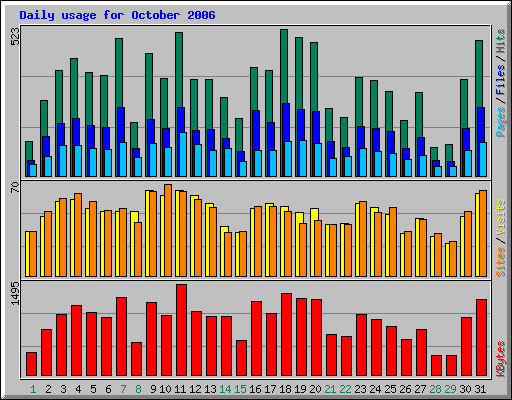 Daily usage for October 2006
523
Pages / Files / Hits
70
Sites / Visits
1495
KBytes
1 2 3 4 5 6 7 8 9 10 11 12 13 14 15 16 17 18 19 20 21 22 23 24 25 26 27 28 29 30 31